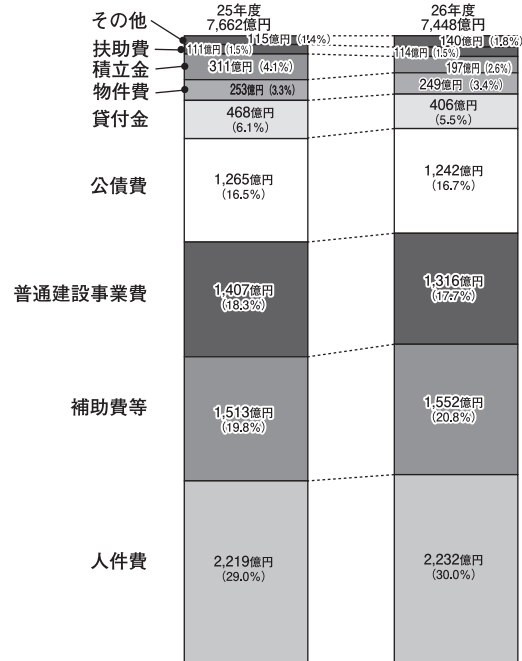 25年度
7,662億円
26年度
7,448億円
その他
115億円 (1.4%)
140億円 (1.8%)
扶助費
111億円 (1.5%)
114億円 (1.5%)
積立金
311億円 (4.1%)
197億円 (2.6%)
物件費
253億円 (3.3%)
249億円 (3.4%)
貸付金
468億円
(6.1%)
406億円
(5.5%)
公債費
1,265億円
(16.5%)
1,242億円
(16.7%)
普通建設事業費
1,407億円
(18.3%)
1,316億円
(17.7%)
補助費等
1,513億円
(19.8%)
1,552億円
(20.8%)
人件費
2,219億円
(29.0%)
2,232億円
(30.0%)